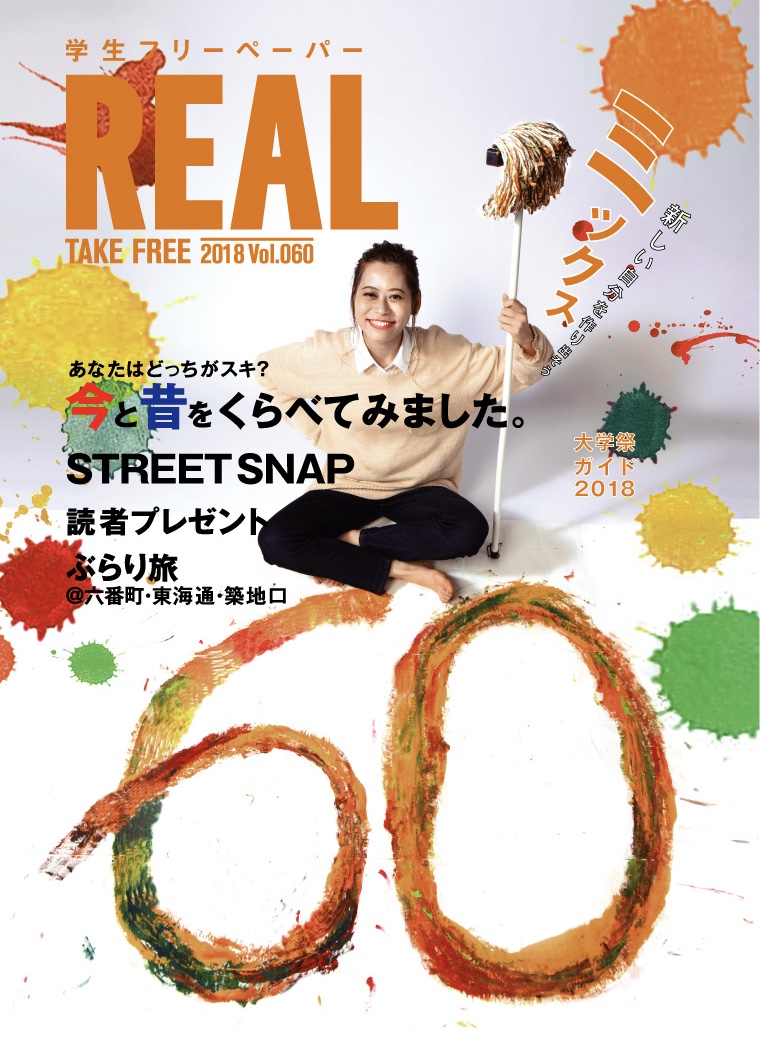 学生フリーペーパー
REAL
TAKE FREE 2018 Vol.060
ミックス
新しい自分を作り出そう
あなたはどっちがスキ?
今と昔をくらべてみました。
STREET SNAP
読者プレゼント
ぶらり旅
@六番町・東海通・築地口
大学祭
ガイド
2018
60